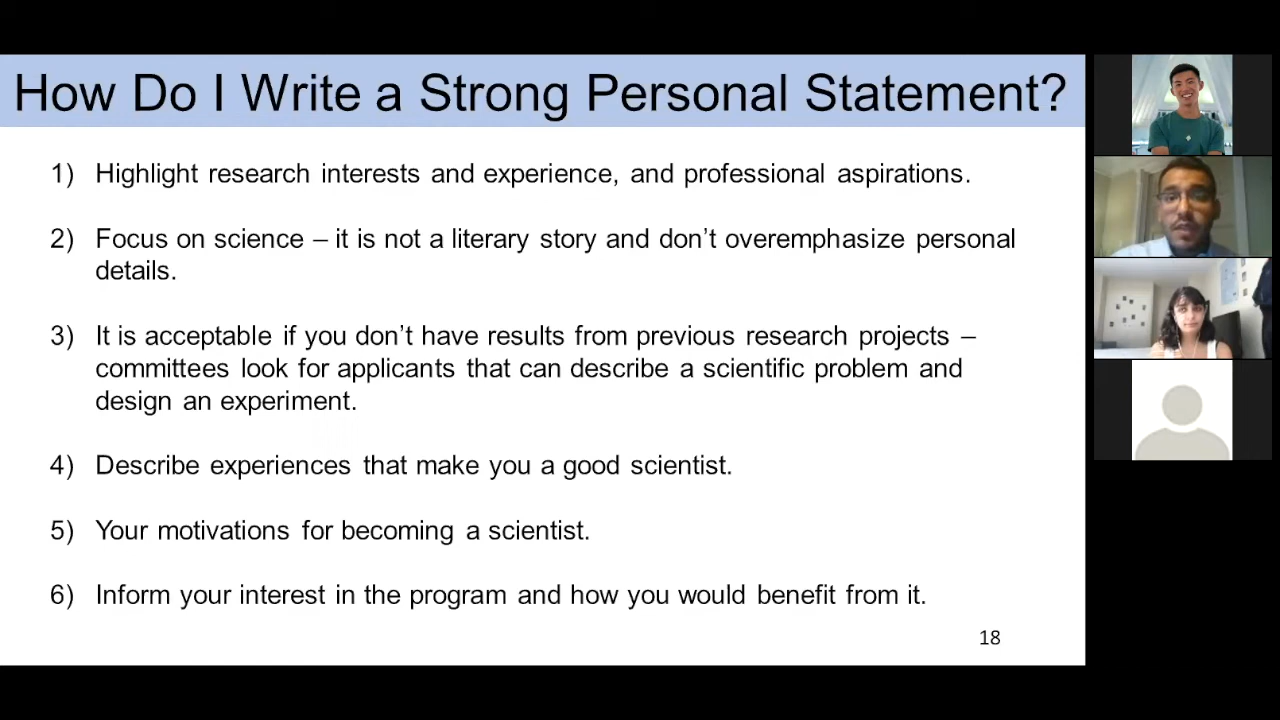 How Do I Write a Strong Personal Statement?
1) Highlight research interests and experience, and professional aspirations.
2) Focus on science – it is not a literary story and don’t overemphasize personal
details.
3) It is acceptable if you don’t have results from previous research projects –
committees look for applicants that can describe a scientific problem and
design an experiment.
4) Describe experiences that make you a good scientist.
5) Your motivations for becoming a scientist.
6) Inform your interest in the program and how you would benefit from it.
18